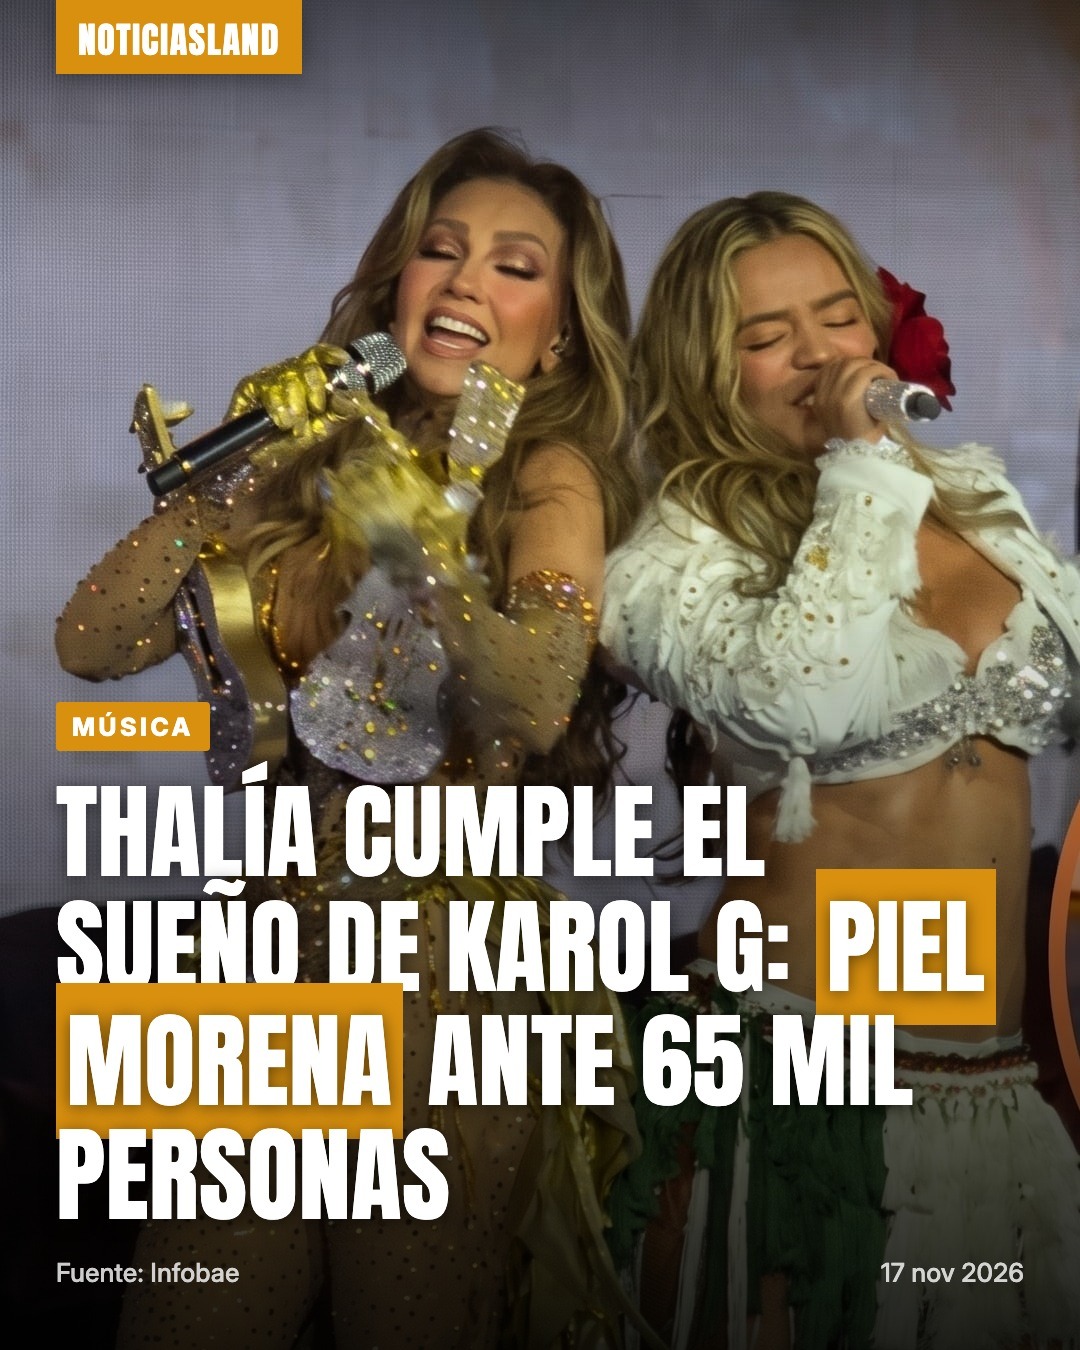 NOTICIASLAND
MÚSICA
THALÍA CUMPLE EL
SUEÑO DE KAROL G: PIEL
MORENA ANTE 65 MIL
PERSONAS
Fuente: Infobae
17 nov 2026